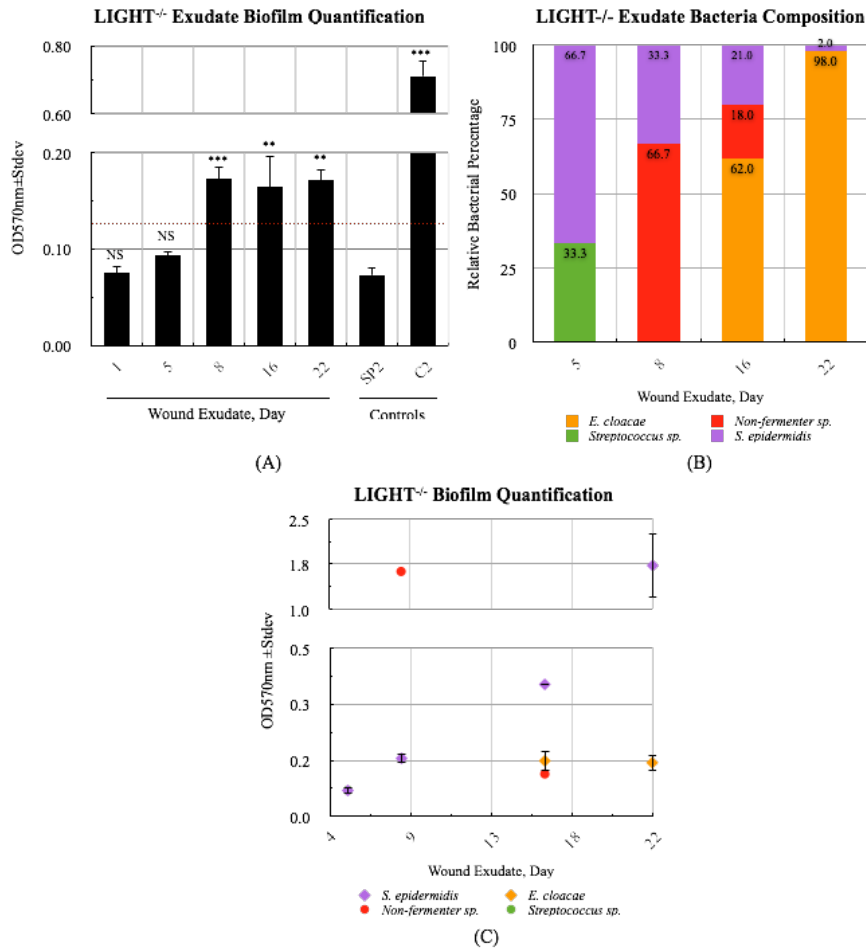 LIGHT-/- Exudate Biofilm Quantification
0.80
0.60
0.20
0.10
0.00
OD570nm±Stdev
NS
NS
***
**
**
***
1
5
8
16
22
SP2
C2
Wound Exudate, Day
Controls
(A)
LIGHT-/- Exudate Bacteria Composition
100
75
50
25
0
Relative Bacterial Percentage
66.7
33.3
33.3
66.7
21.0
18.0
62.0
2.0
98.0
5
8
16
22
Wound Exudate, Day
E. cloacae
Non-fermenter sp.
Streptococcus sp.
S. epidermidis
(B)
LIGHT-/- Biofilm Quantification
2.5
1.8
1.0
0.5
0.3
0.2
0.0
OD570nm±Stdev
4
9
13
18
22
Wound Exudate, Day
S. epidermidis
E. cloacae
Non-fermenter sp.
Streptococcus sp.
(C)